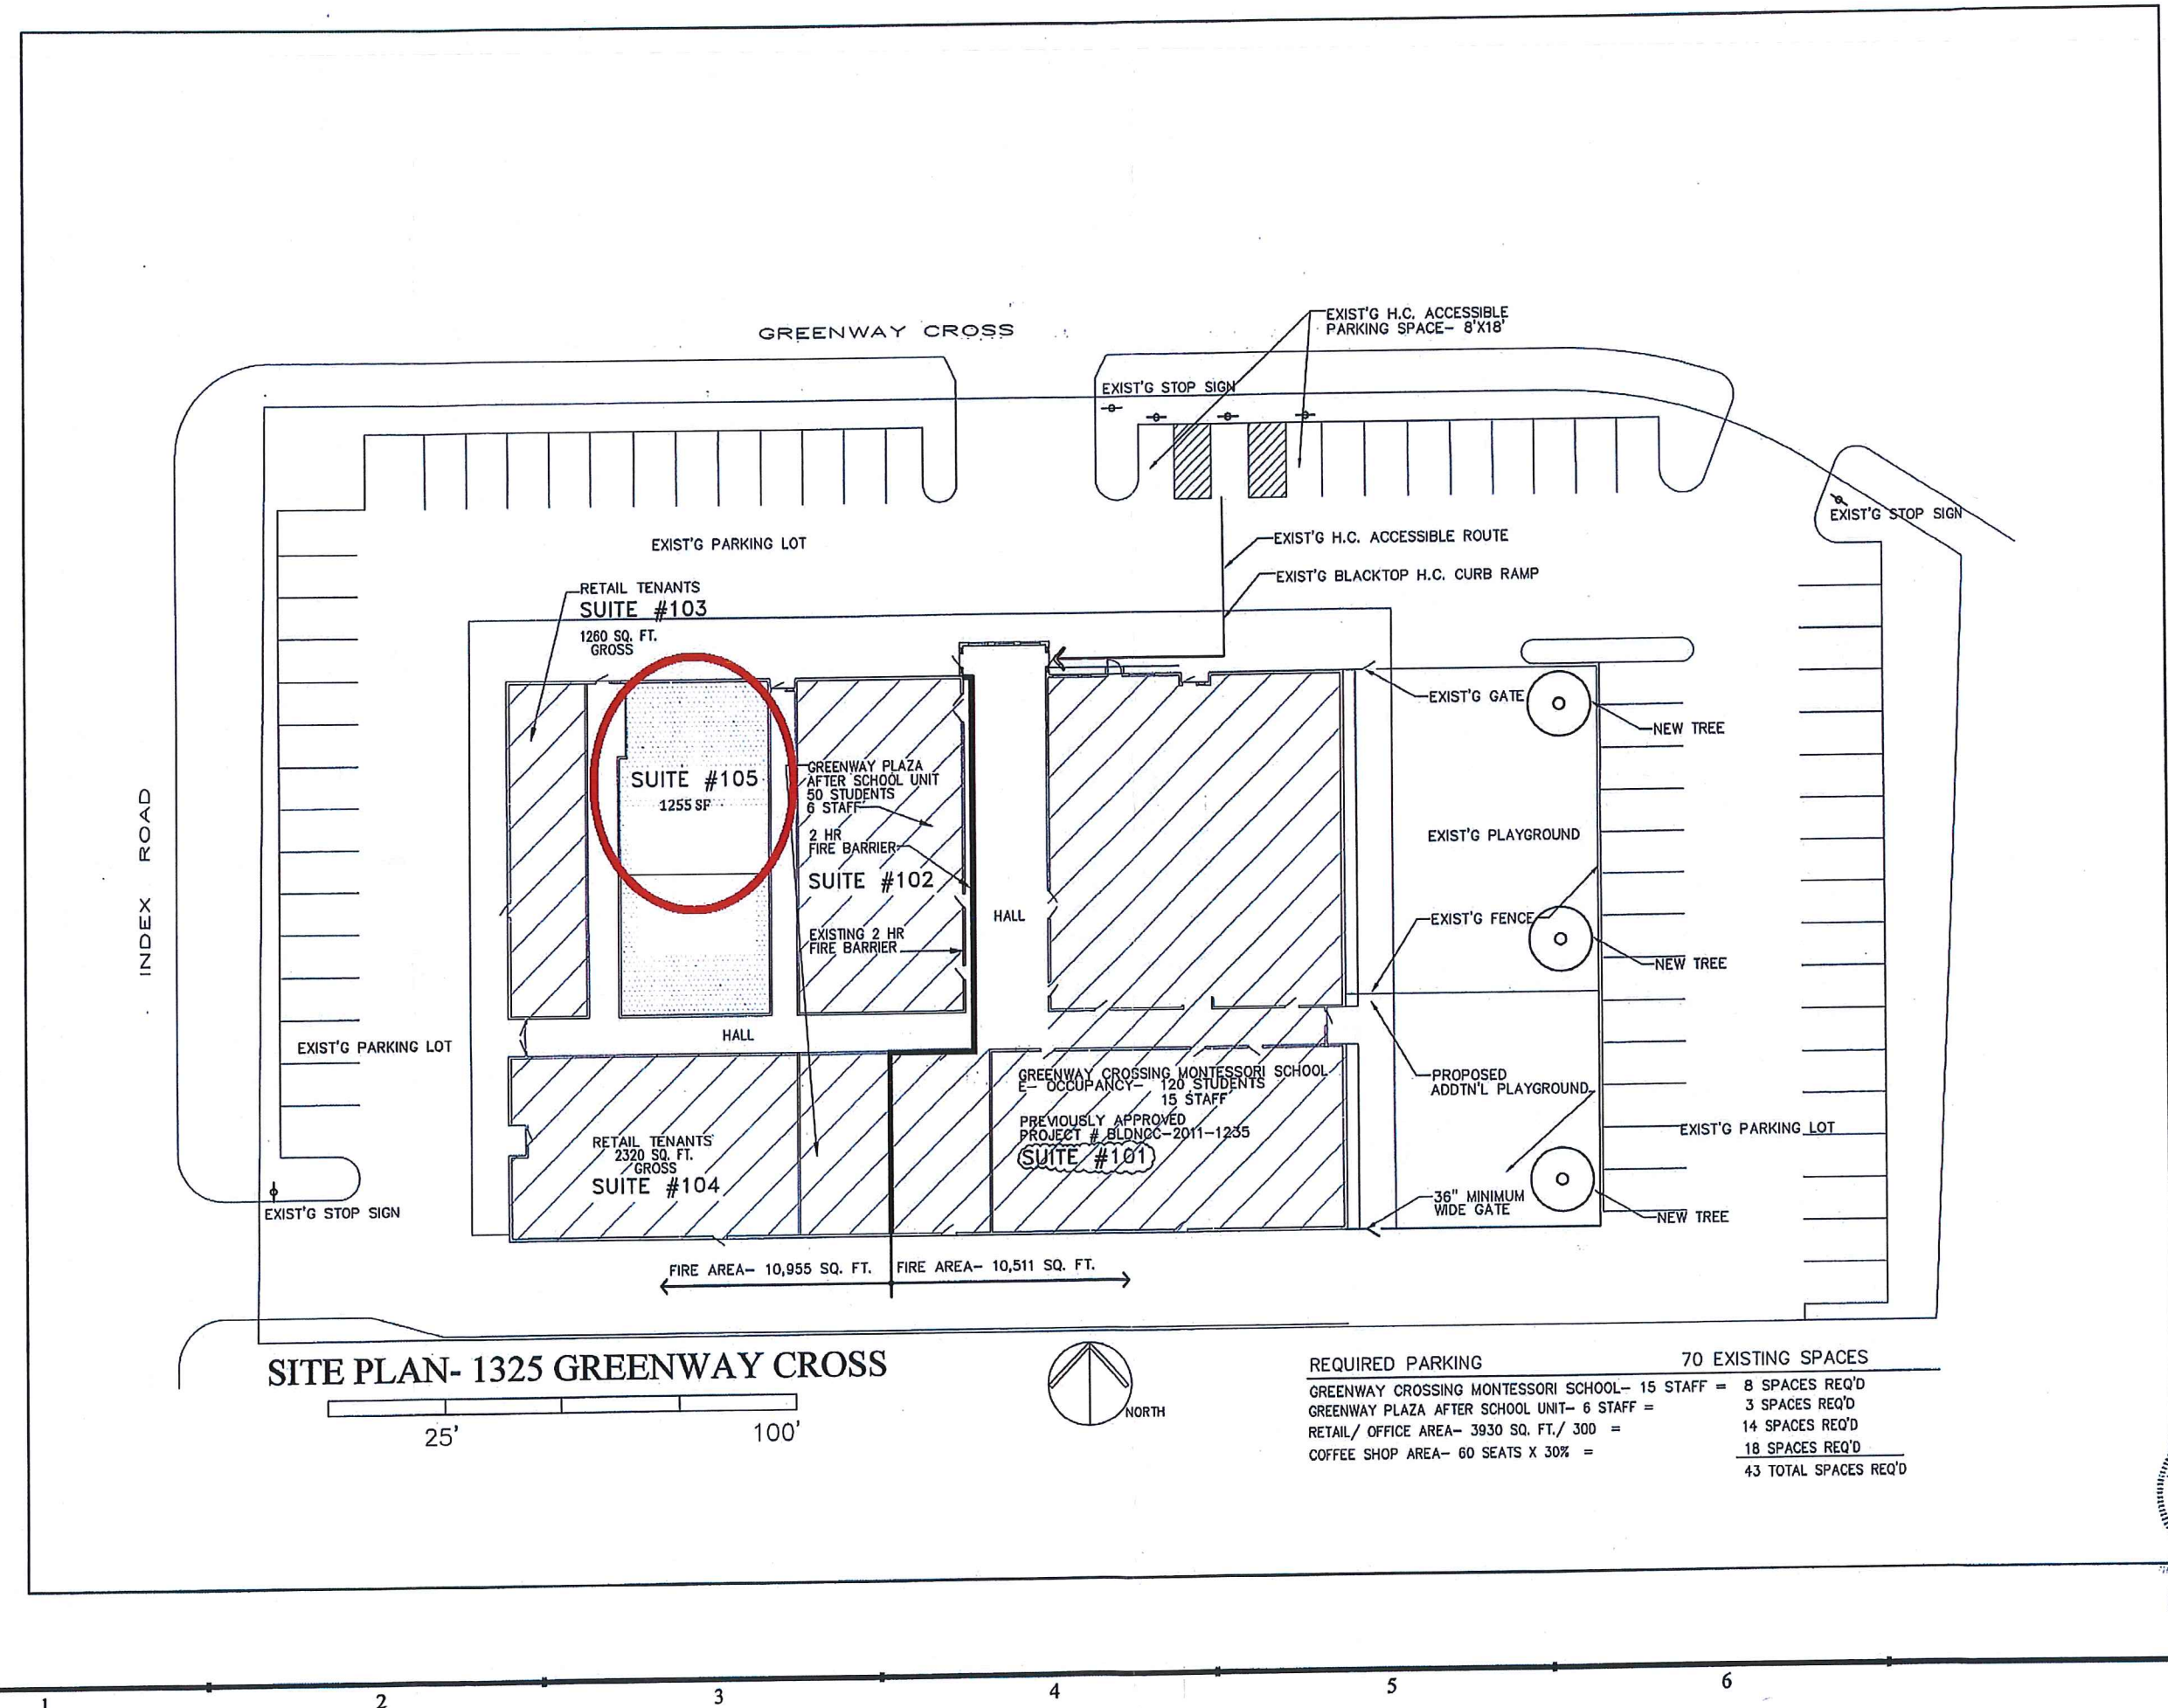 GREENWAY CROSS
EXIST'G H.C. ACCESSIBLE
PARKING SPACE- 8'X18'
EXIST'G STOP SIGN
EXIST'G STOP SIGN
EXIST'G PARKING LOT
EXIST'G H.C. ACCESSIBLE ROUTE
EXIST'G BLACKTOP H.C. CURB RAMP
RETAIL TENANTS
SUITE #103
1260 SQ. FT.
GROSS
EXIST'G GATE
NEW TREE
SUITE #105
1255 SF
GREENWAY PLAZA
AFTER SCHOOL UNIT
50 STUDENTS
6 STAFF
2 HR
FIRE BARRIER
SUITE #102
EXISTING 2 HR
FIRE BARRIER
HALL
EXIST'G PLAYGROUND
EXIST'G FENCE
NEW TREE
INDEX ROAD
EXIST'G PARKING LOT
HALL
GREENWAY CROSSING MONTESSORI SCHOOL
E- OCCUPANCY- 120 STUDENTS
15 STAFF
PREVIOUSLY APPROVED
PROJECT # BLDNCC-2011-1235
SUITE #101
PROPOSED
ADDTN'L PLAYGROUND
EXIST'G PARKING LOT
RETAIL TENANTS
2320 SQ. FT.
GROSS
SUITE #104
36" MINIMUM
WIDE GATE
NEW TREE
EXIST'G STOP SIGN
FIRE AREA- 10,955 SQ. FT.
FIRE AREA- 10,511 SQ. FT.
SITE PLAN- 1325 GREENWAY CROSS
25'
100'
NORTH
REQUIRED PARKING 70 EXISTING SPACES
GREENWAY CROSSING MONTESSORI SCHOOL- 15 STAFF = 8 SPACES REQ'D
GREENWAY PLAZA AFTER SCHOOL UNIT- 6 STAFF = 3 SPACES REQ'D
RETAIL/ OFFICE AREA- 3930 SQ. FT./ 300 = 14 SPACES REQ'D
COFFEE SHOP AREA- 60 SEATS X 30% = 18 SPACES REQ'D
43 TOTAL SPACES REQ'D
1 2 3 4 5 6